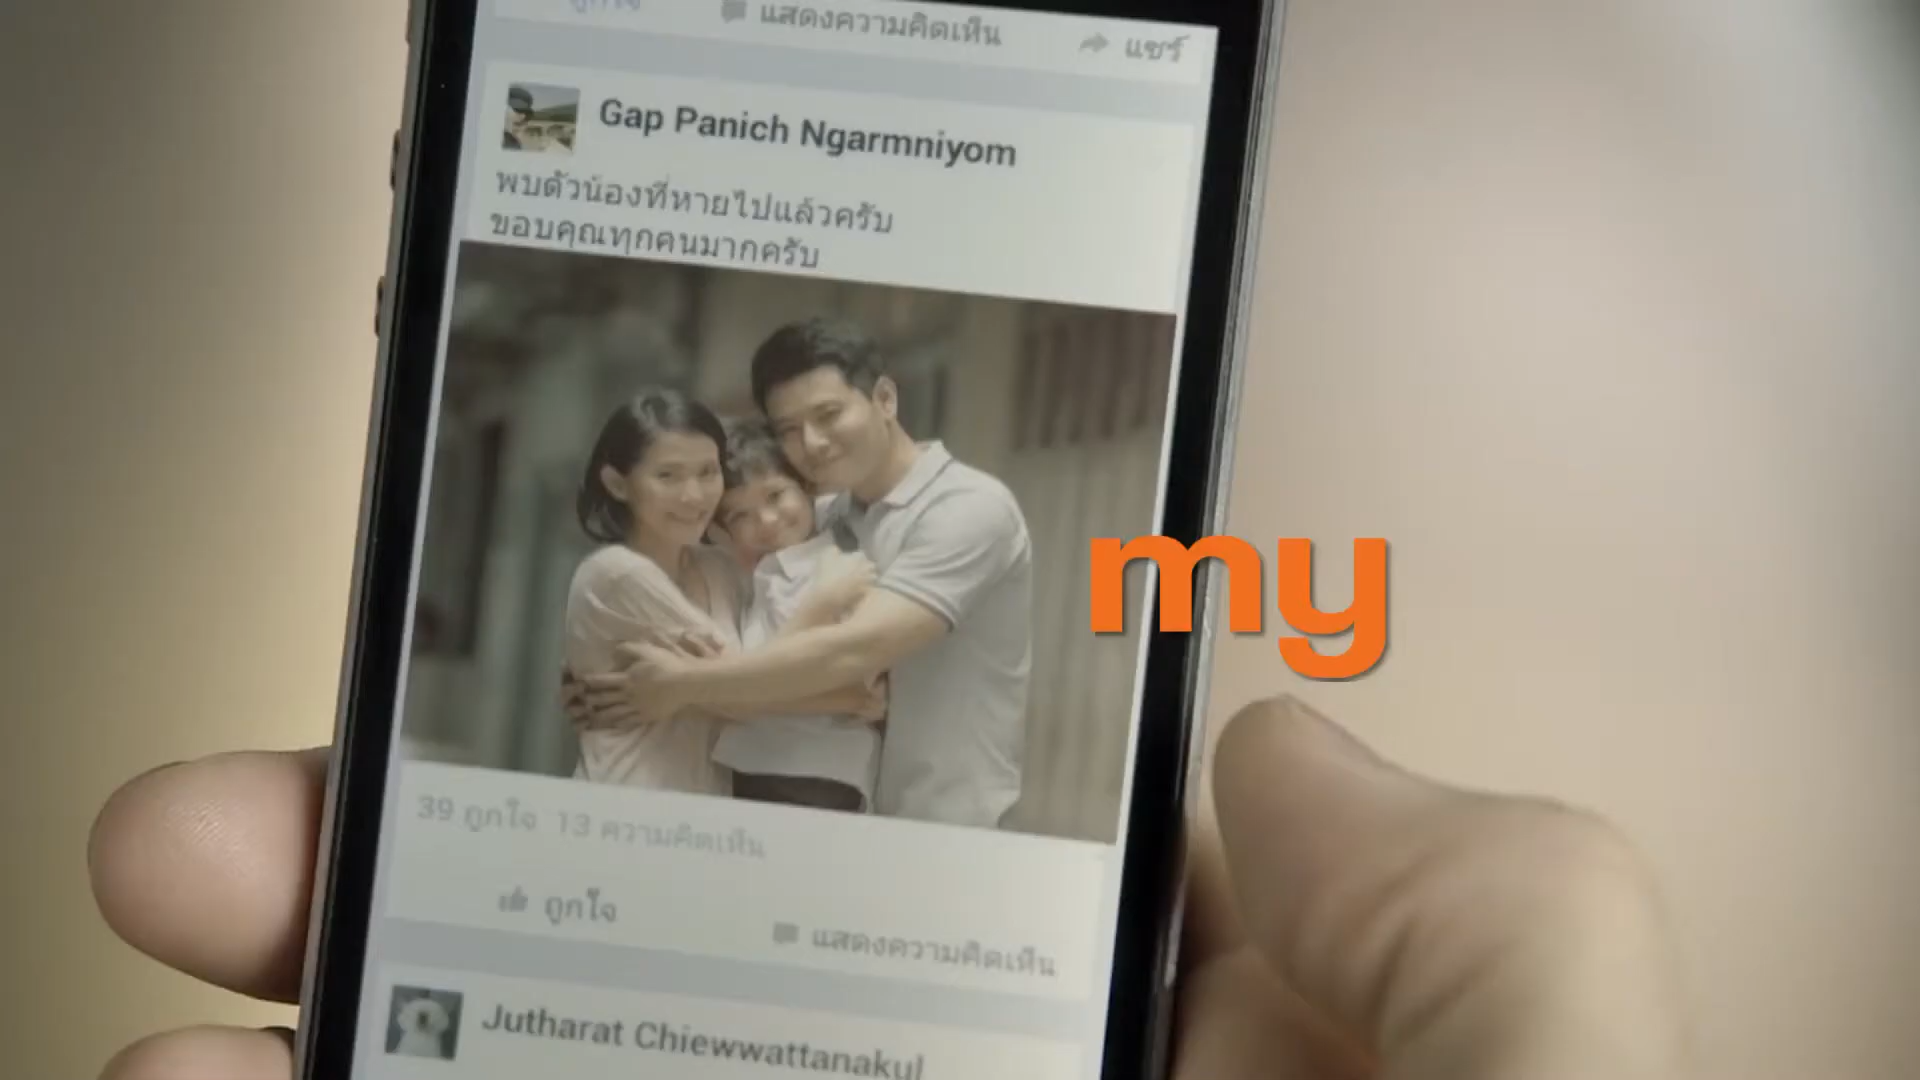 ถูกใจ แสดงความคิดเห็น แชร์
Gap Panich Ngarmniyom
พบตัวน้องที่หายไปแล้วครับ
ขอบคุณทุกคนมากครับ
my
39 ถูกใจ 13 ความคิดเห็น
ถูกใจ แสดงความคิดเห็น
Jutharat Chiewwattanakul